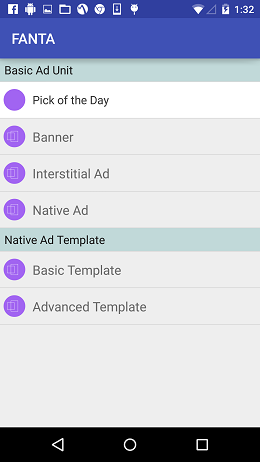 1:32
FANTA
Basic Ad Unit
Pick of the Day
Banner
Interstitial Ad
Native Ad
Native Ad Template
Basic Template
Advanced Template